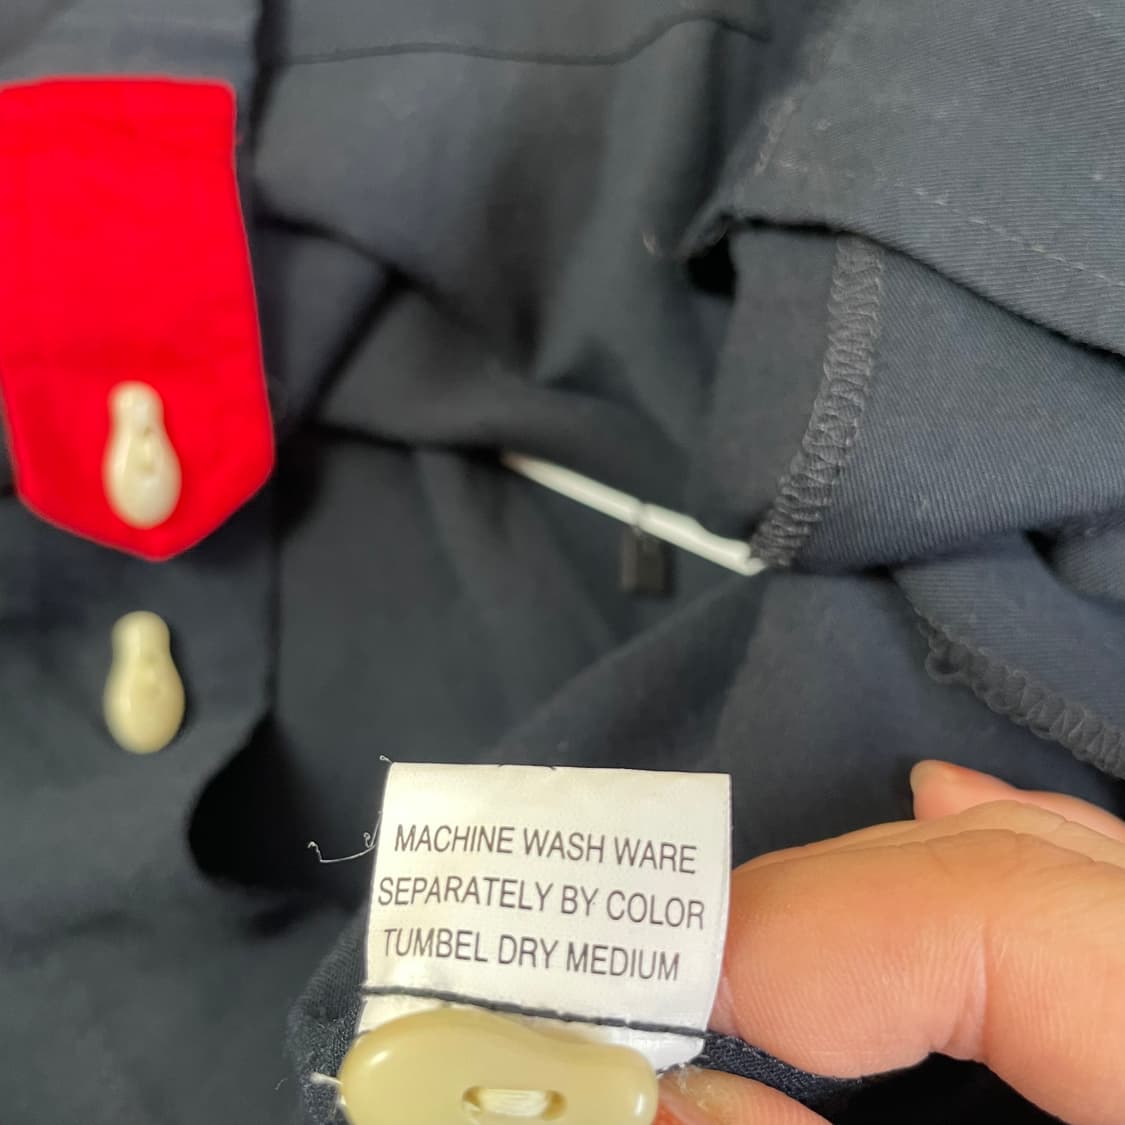 MACHINE WASH WARE
SEPARATELY BY COLOR
TUMBEL DRY MEDIUM